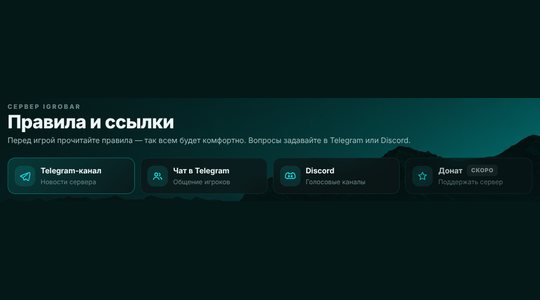 СЕРВЕР IGROBAR
Правила и ссылки
Перед игрой прочитайте правила — так всем будет комфортно. Вопросы задавайте в Telegram или Discord.
Telegram-канал
Новости сервера
Чат в Telegram
Общение игроков
Discord
Голосовые каналы
Донат СКОРО
Поддержать сервер